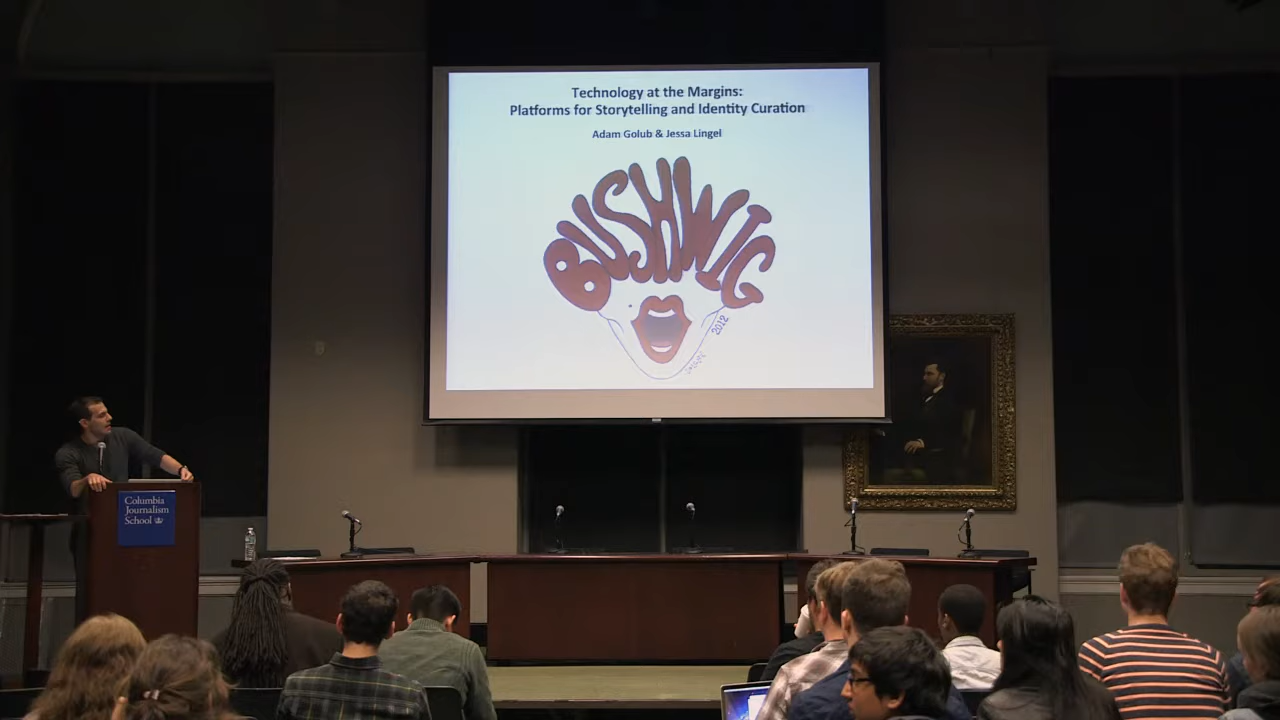 Technology at the Margins:
Platforms for Storytelling and Identity Curation
Adam Golub & Jessa Lingel
BUSHWIG
2012
Columbia
Journalism
School